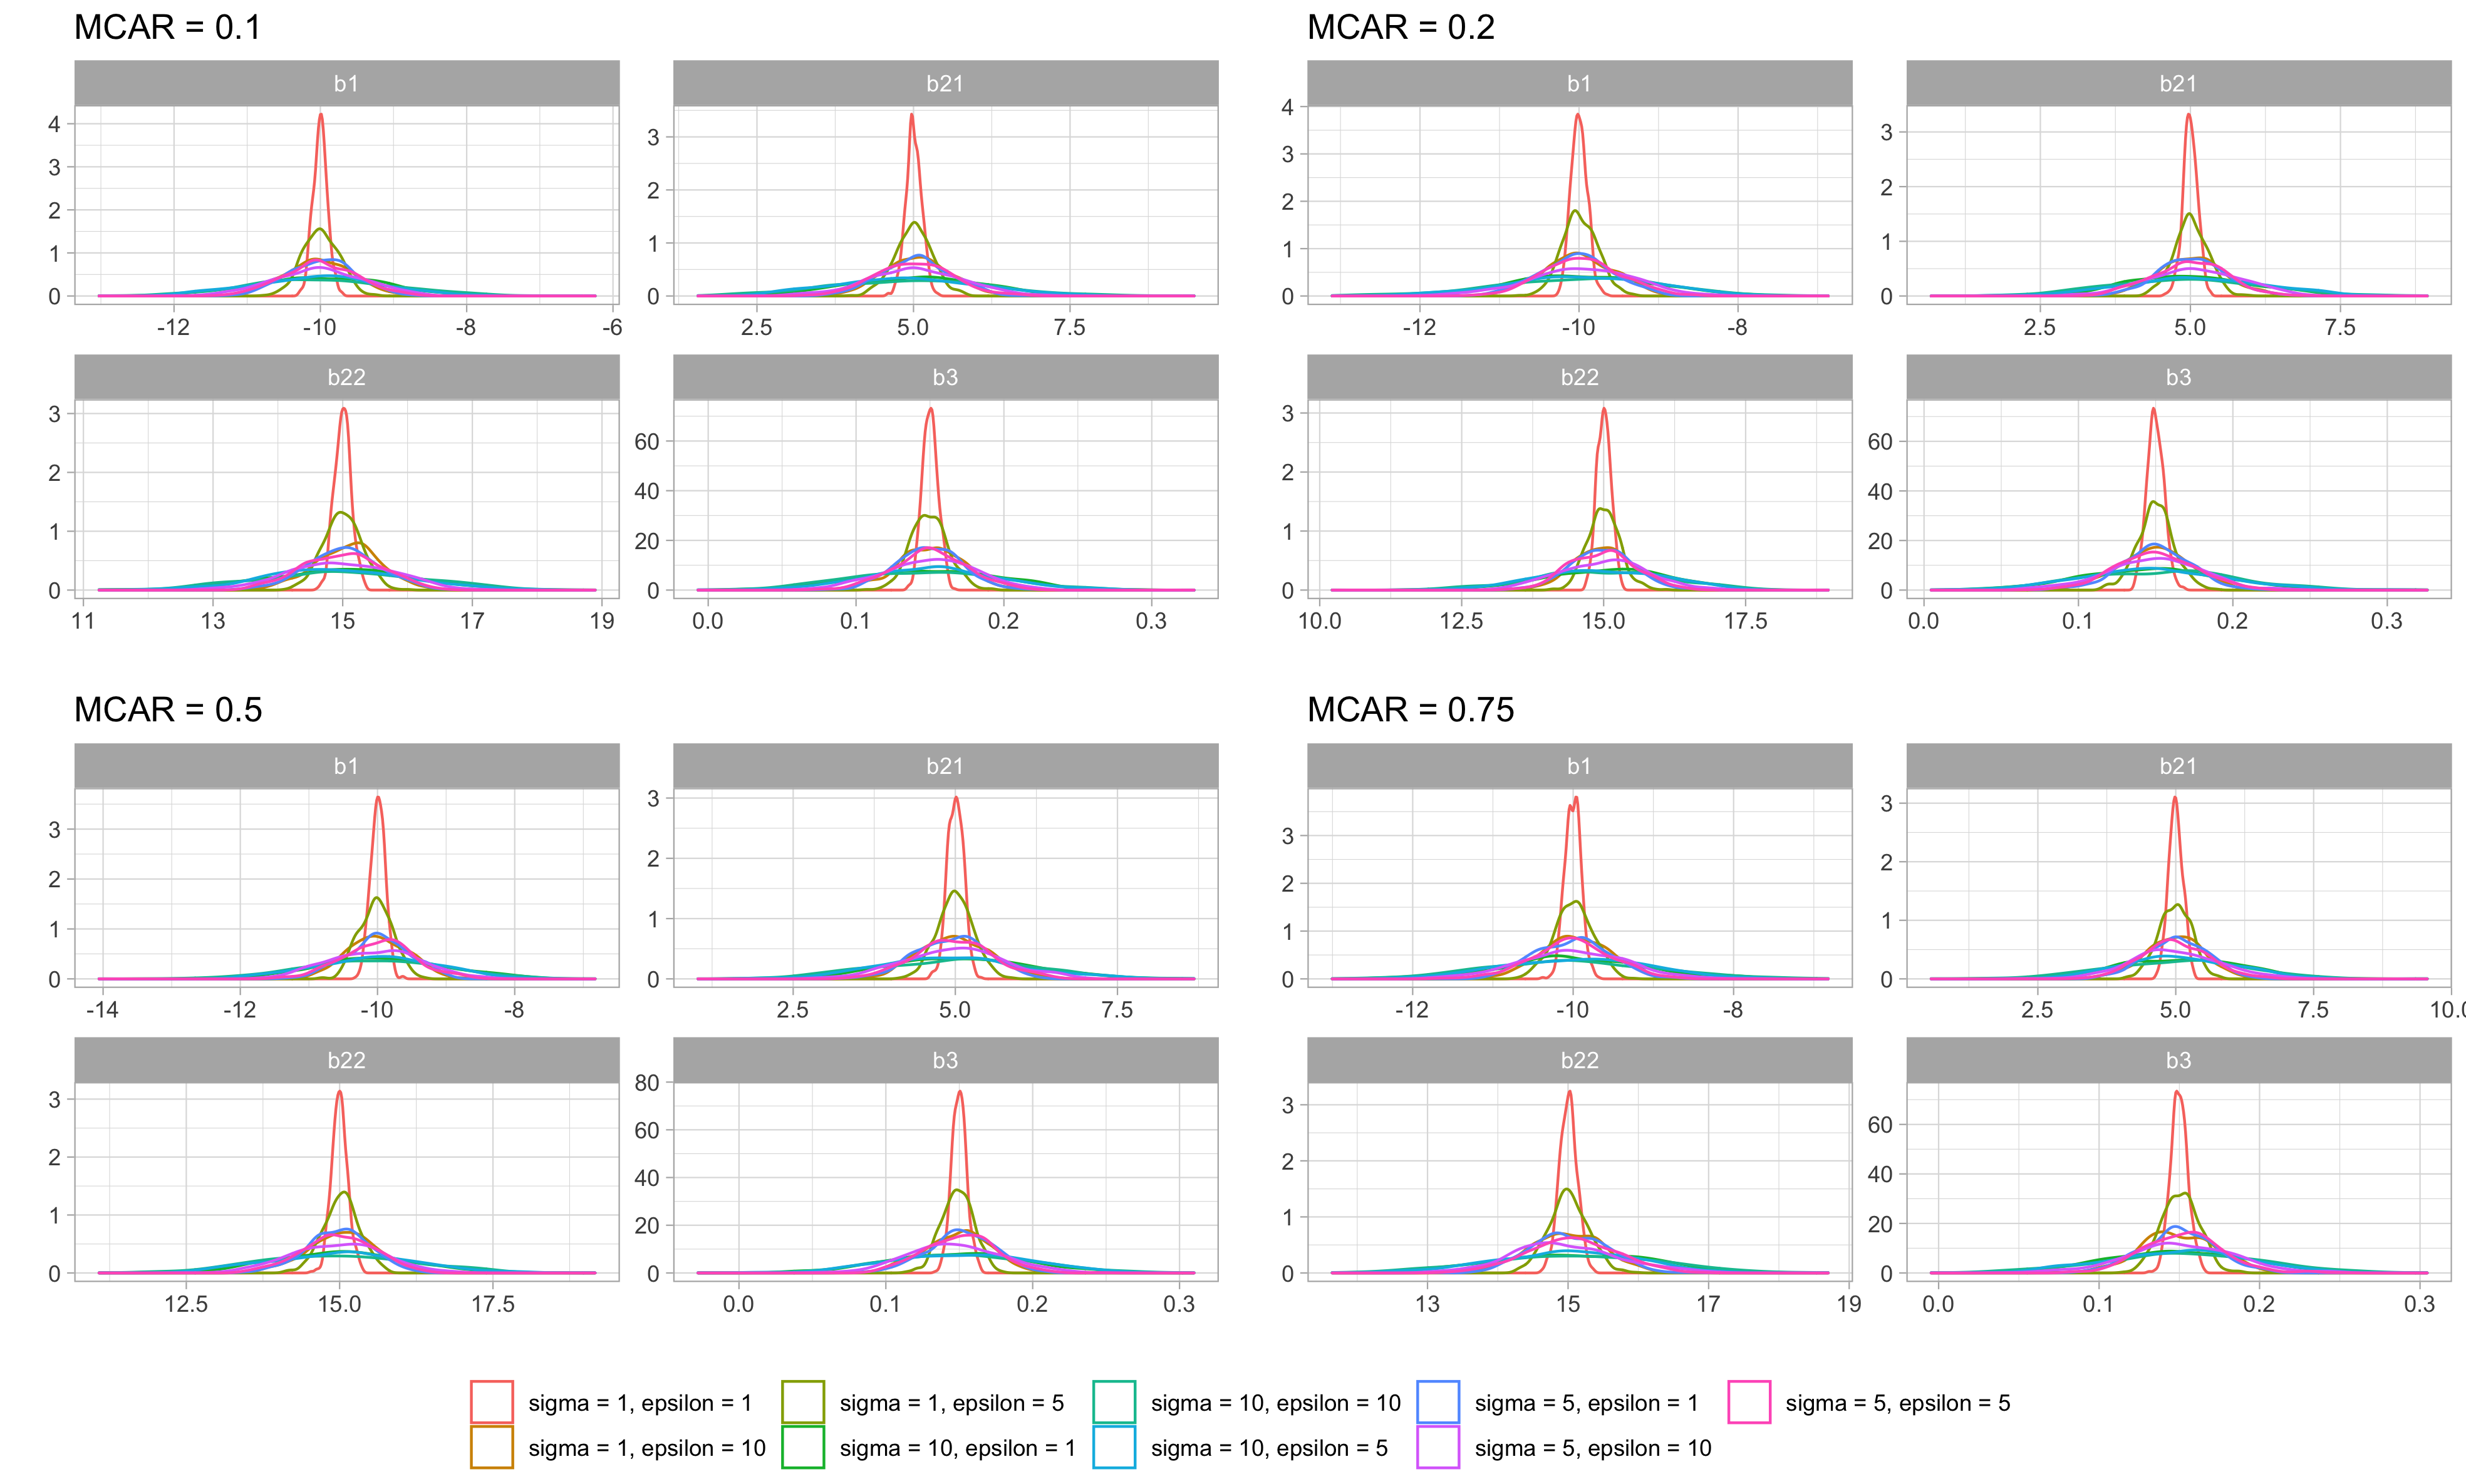 MCAR = 0.1
MCAR = 0.2
b1
b21
b1
b21
4
3
2
1
0
3
2
1
0
4
3
2
1
0
3
2
1
0
-12 -10 -8 -6
2.5 5.0 7.5
-12 -10 -8
2.5 5.0 7.5
b22
b3
b22
b3
3
2
1
0
60
40
20
0
3
2
1
0
60
40
20
0
11 13 15 17 19
0.0 0.1 0.2 0.3
10.0 12.5 15.0 17.5
0.0 0.1 0.2 0.3
MCAR = 0.5
MCAR = 0.75
b1
b21
b1
b21
3
2
1
0
3
2
1
0
3
2
1
0
3
2
1
0
-14 -12 -10 -8
2.5 5.0 7.5
-12 -10 -8
2.5 5.0 7.5 10.0
b22
b3
b22
b3
3
2
1
0
80
60
40
20
0
3
2
1
0
60
40
20
0
12.5 15.0 17.5
0.0 0.1 0.2 0.3
13 15 17 19
0.0 0.1 0.2 0.3
sigma = 1, epsilon = 1
sigma = 1, epsilon = 5
sigma = 10, epsilon = 10
sigma = 5, epsilon = 1
sigma = 5, epsilon = 5
sigma = 1, epsilon = 10
sigma = 10, epsilon = 1
sigma = 10, epsilon = 5
sigma = 5, epsilon = 10